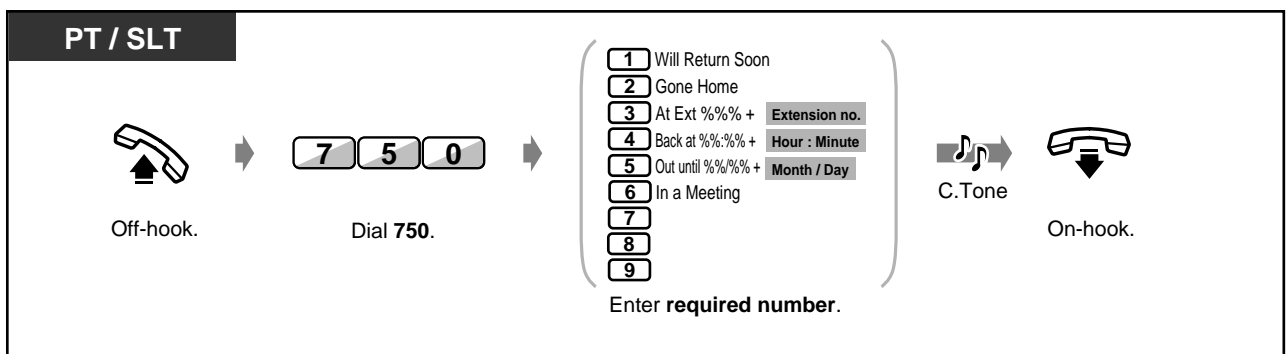 PT / SLT
1 Will Return Soon
2 Gone Home
3 At Ext %%% + Extension no.
4 Back at %%:%% + Hour : Minute
5 Out until %%/%% + Month / Day
6 In a Meeting
7
8
9
7 5 0
C.Tone
Off-hook.
Dial 750.
On-hook.
Enter required number.